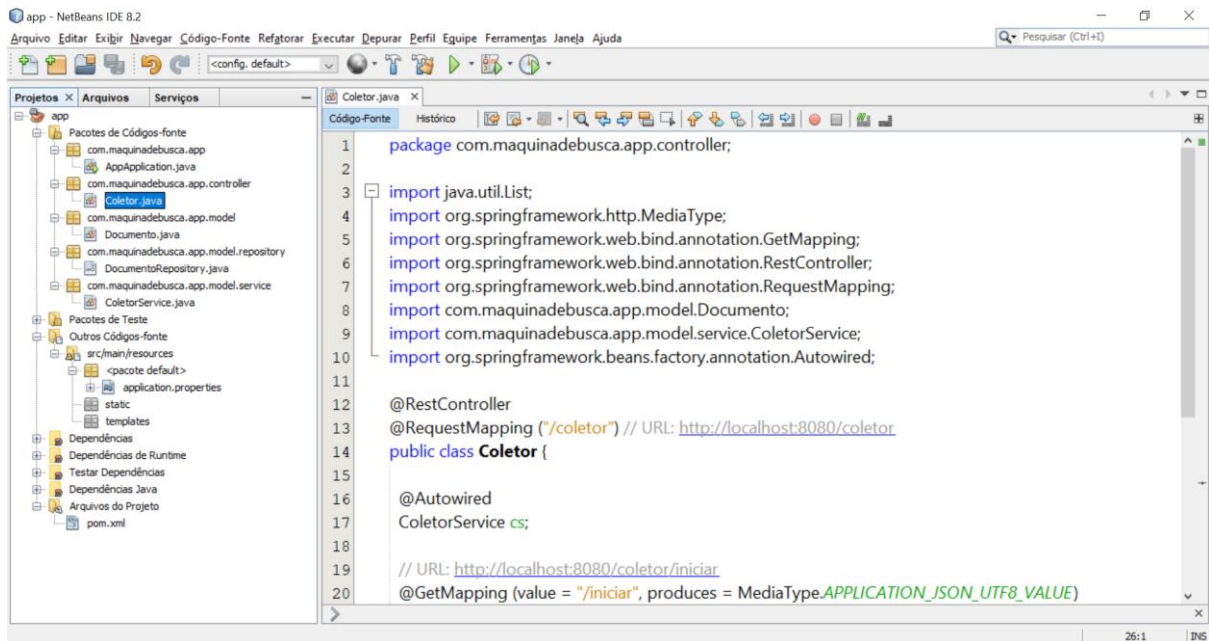 app - NetBeans IDE 8.2
Arquivo Editar Exibir Navegar Código-Fonte Refatorar Executar Depurar Perfil Equipe Ferramentas Janela Ajuda
Pesquisar (Ctrl+I)
<config. default>
Projetos Arquivos Serviços
app
Pacotes de Códigos-fonte
com.maquinadebusca.app
AppApplication.java
com.maquinadebusca.app.controller
Coletor.java
com.maquinadebusca.app.model
Documento.java
com.maquinadebusca.app.model.repository
DocumentoRepository.java
com.maquinadebusca.app.model.service
ColetorService.java
Pacotes de Teste
Outros Códigos-fonte
src/main/resources
<pacote default>
application.properties
static
templates
Dependências
Dependências de Runtime
Testar Dependências
Dependências Java
Arquivos do Projeto
pom.xml
Coletor.java
Código-Fonte Histórico
1 package com.maquinadebusca.app.controller;
2
3 import java.util.List;
4 import org.springframework.http.MediaType;
5 import org.springframework.web.bind.annotation.GetMapping;
6 import org.springframework.web.bind.annotation.RestController;
7 import org.springframework.web.bind.annotation.RequestMapping;
8 import com.maquinadebusca.app.model.Documento;
9 import com.maquinadebusca.app.model.service.ColetorService;
10 import org.springframework.beans.factory.annotation.Autowired;
11
12 @RestController
13 @RequestMapping ("/coletor") // URL: http://localhost:8080/coletor
14 public class Coletor {
15
16 @Autowired
17 ColetorService cs;
18
19 // URL: http://localhost:8080/coletor/iniciar
20 @GetMapping (value = "/iniciar", produces = MediaType.APPLICATION_JSON_UTF8_VALUE)
26:1 INS